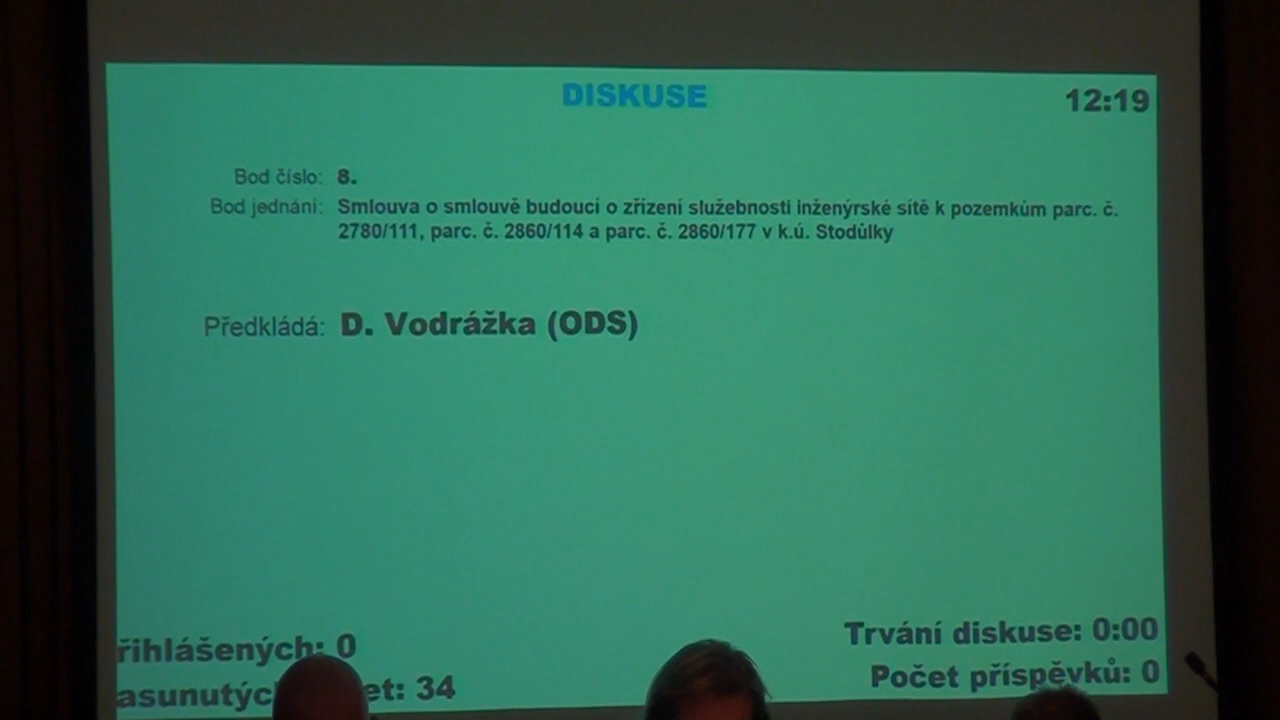 DISKUSE
12:19
Bod číslo: 8.
Bod jednání: Smlouva o smlouvě budoucí o zřízení služebnosti inženýrské sítě k pozemkům parc. č.
2780/111, parc. č. 2860/114 a parc. č. 2860/177 v k.ú. Stodůlky
Předkládá: D. Vodrážka (ODS)
řihlášených: 0
Trvání diskuse: 0:00
asunutýc et: 34
Počet příspěvků: 0